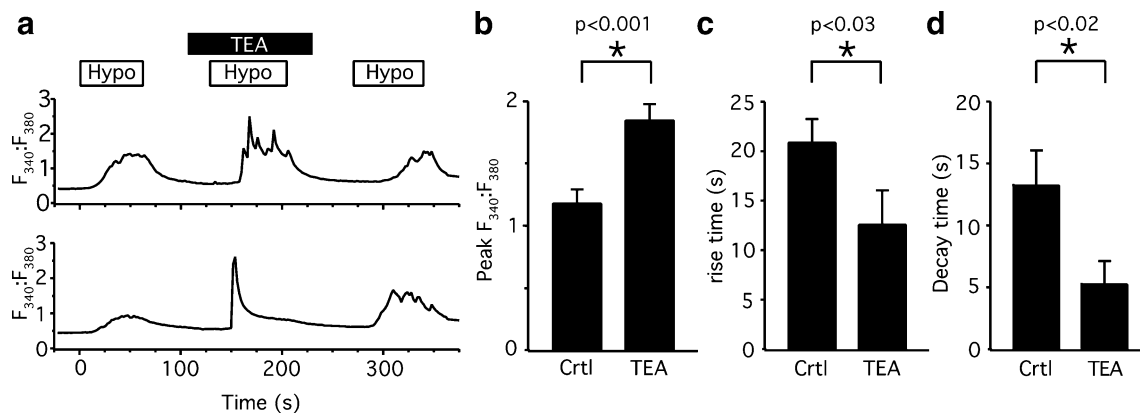 a
TEA
Hypo Hypo Hypo
3
2
1
0
F340:F380
3
2
1
0
F340:F380
0 100 200 300
Time (s)
b
p<0.001
*
2
1
0
Peak F340:F380
Crtl TEA
c
p<0.03
*
25
20
15
10
5
0
rise time (s)
Crtl TEA
d
p<0.02
*
20
15
10
5
0
Decay time (s)
Crtl TEA